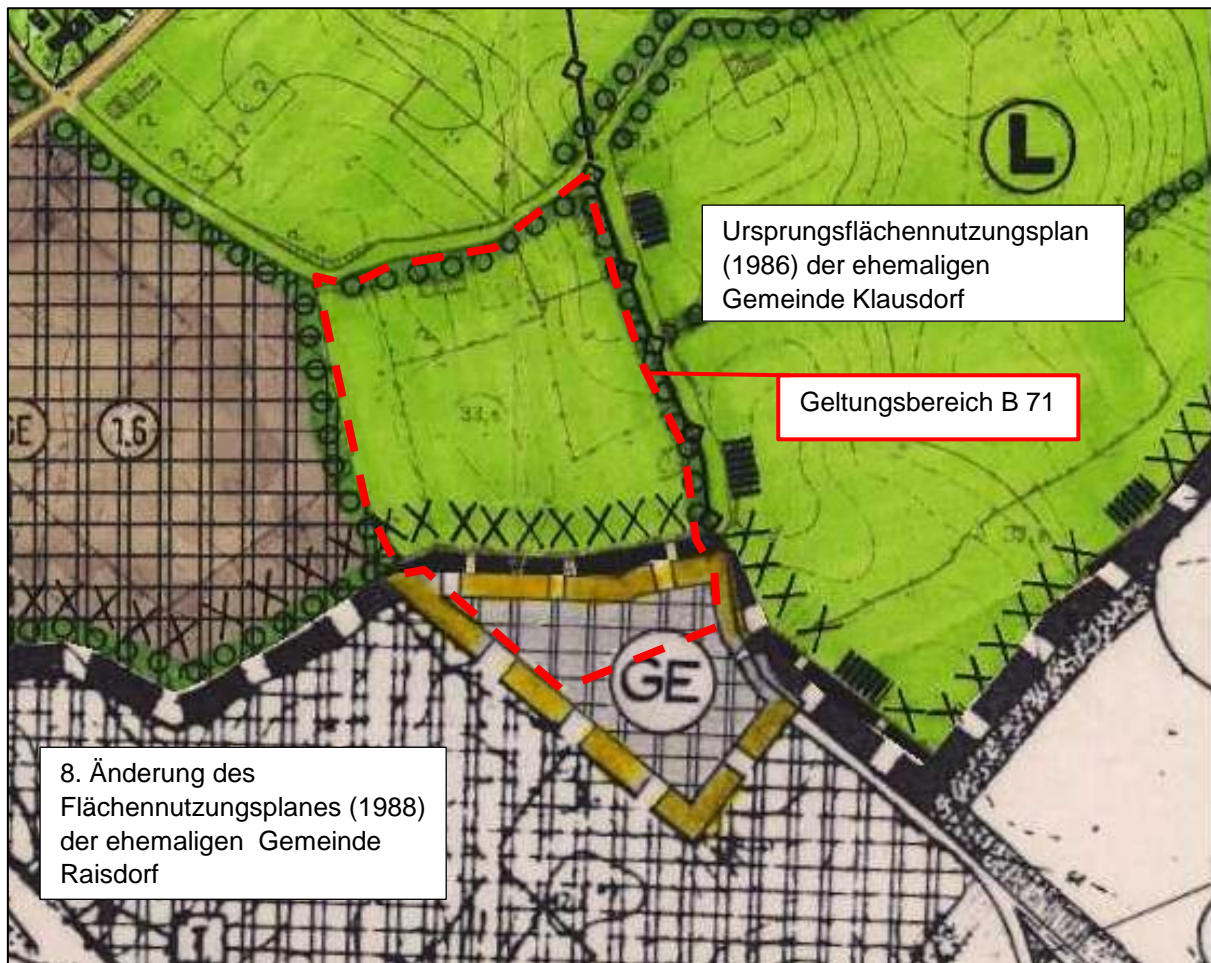 L
Ursprungsflächennutzungsplan
(1986) der ehemaligen
Gemeinde Klausdorf
Geltungsbereich B 71
GE
1.6
GE
8. Änderung des
Flächennutzungsplanes (1988)
der ehemaligen Gemeinde
Raisdorf